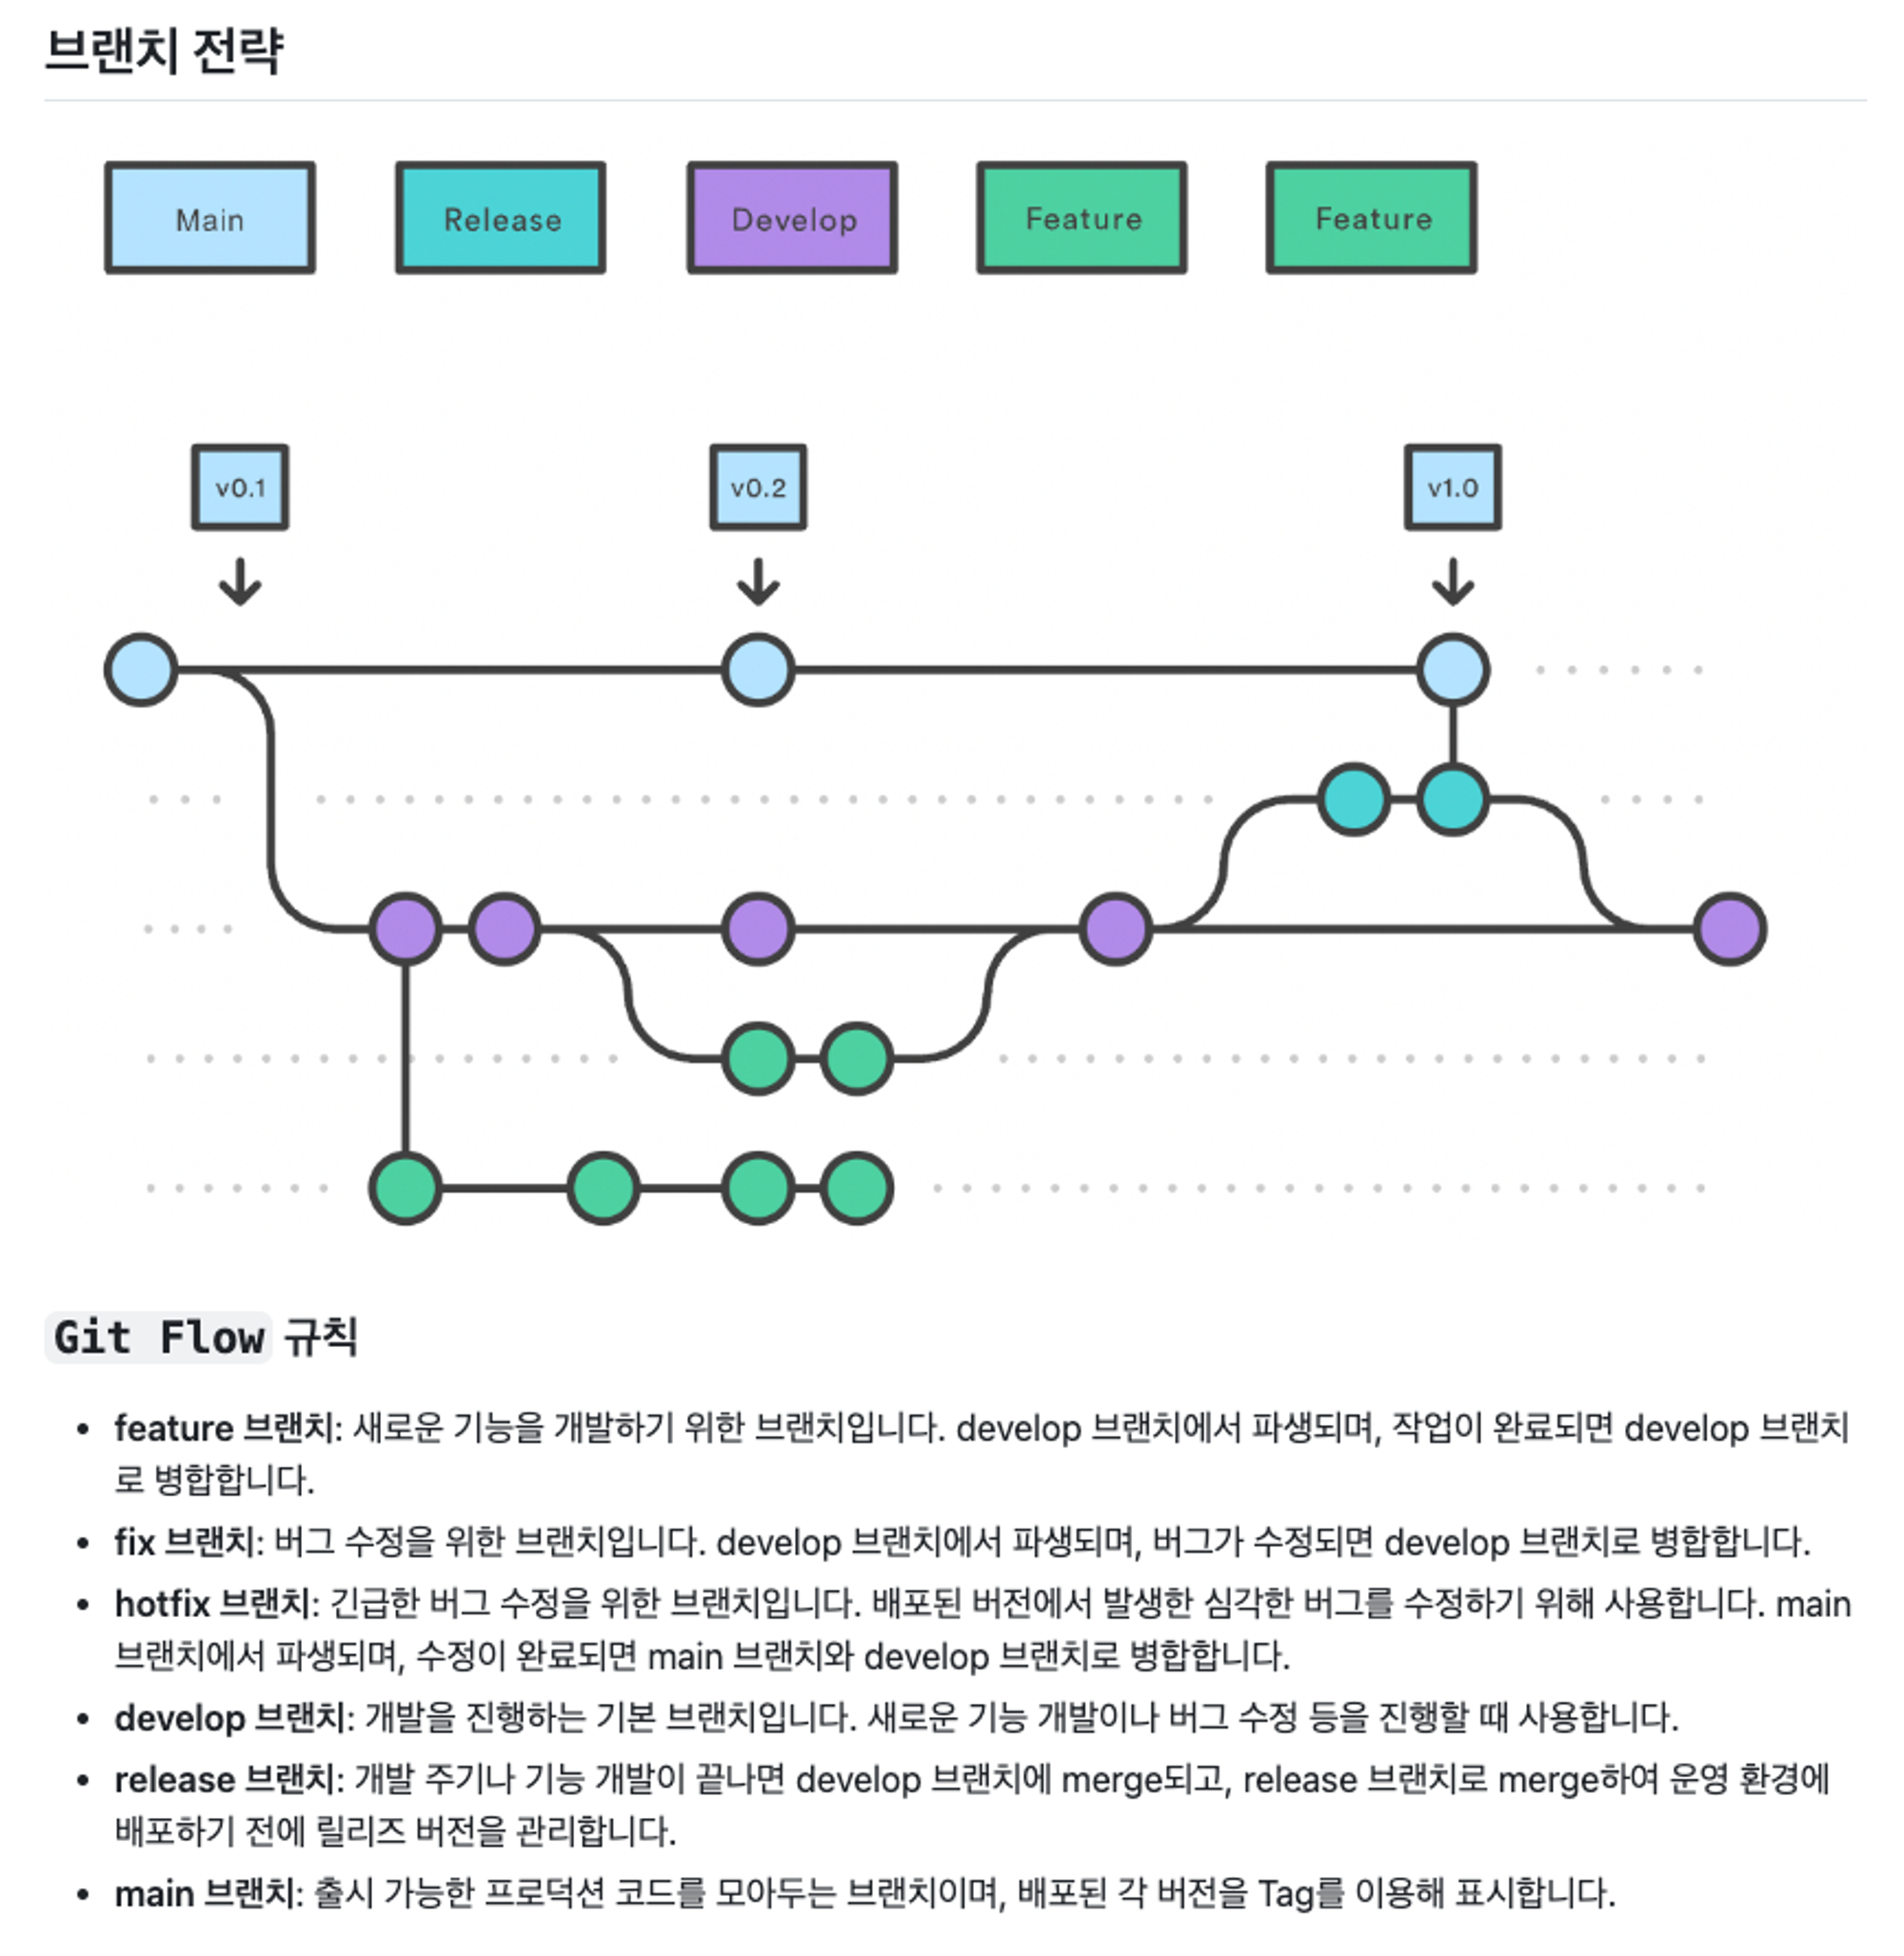 브랜치 전략
Main
Release
Develop
Feature
Feature
v0.1
v0.2
v1.0
Git Flow 규칙
feature 브랜치: 새로운 기능을 개발하기 위한 브랜치입니다. develop 브랜치에서 파생되며, 작업이 완료되면 develop 브랜치
로 병합합니다.
fix 브랜치: 버그 수정을 위한 브랜치입니다. develop 브랜치에서 파생되며, 버그가 수정되면 develop 브랜치로 병합합니다.
hotfix 브랜치: 긴급한 버그 수정을 위한 브랜치입니다. 배포된 버전에서 발생한 심각한 버그를 수정하기 위해 사용합니다. main
브랜치에서 파생되며, 수정이 완료되면 main 브랜치와 develop 브랜치로 병합합니다.
develop 브랜치: 개발을 진행하는 기본 브랜치입니다. 새로운 기능 개발이나 버그 수정 등을 진행할 때 사용합니다.
release 브랜치: 개발 주기나 기능 개발이 끝나면 develop 브랜치에 merge되고, release 브랜치로 merge하여 운영 환경에
배포하기 전에 릴리즈 버전을 관리합니다.
main 브랜치: 출시 가능한 프로덕션 코드를 모아두는 브랜치이며, 배포된 각 버전을 Tag를 이용해 표시합니다.